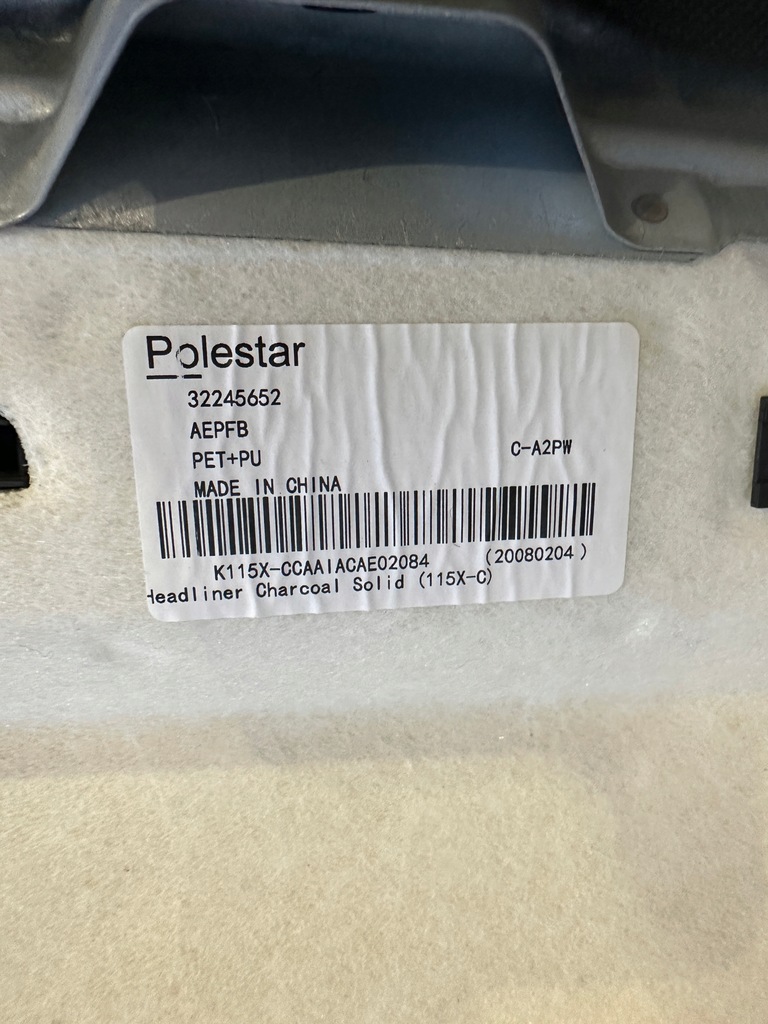 Polestar
32245652
AEPFB
PET+PU
C-A2PW
MADE IN CHINA
K115X-CCAAIACAE02084 (20080204)
Headliner Charcoal Solid (115X-C)